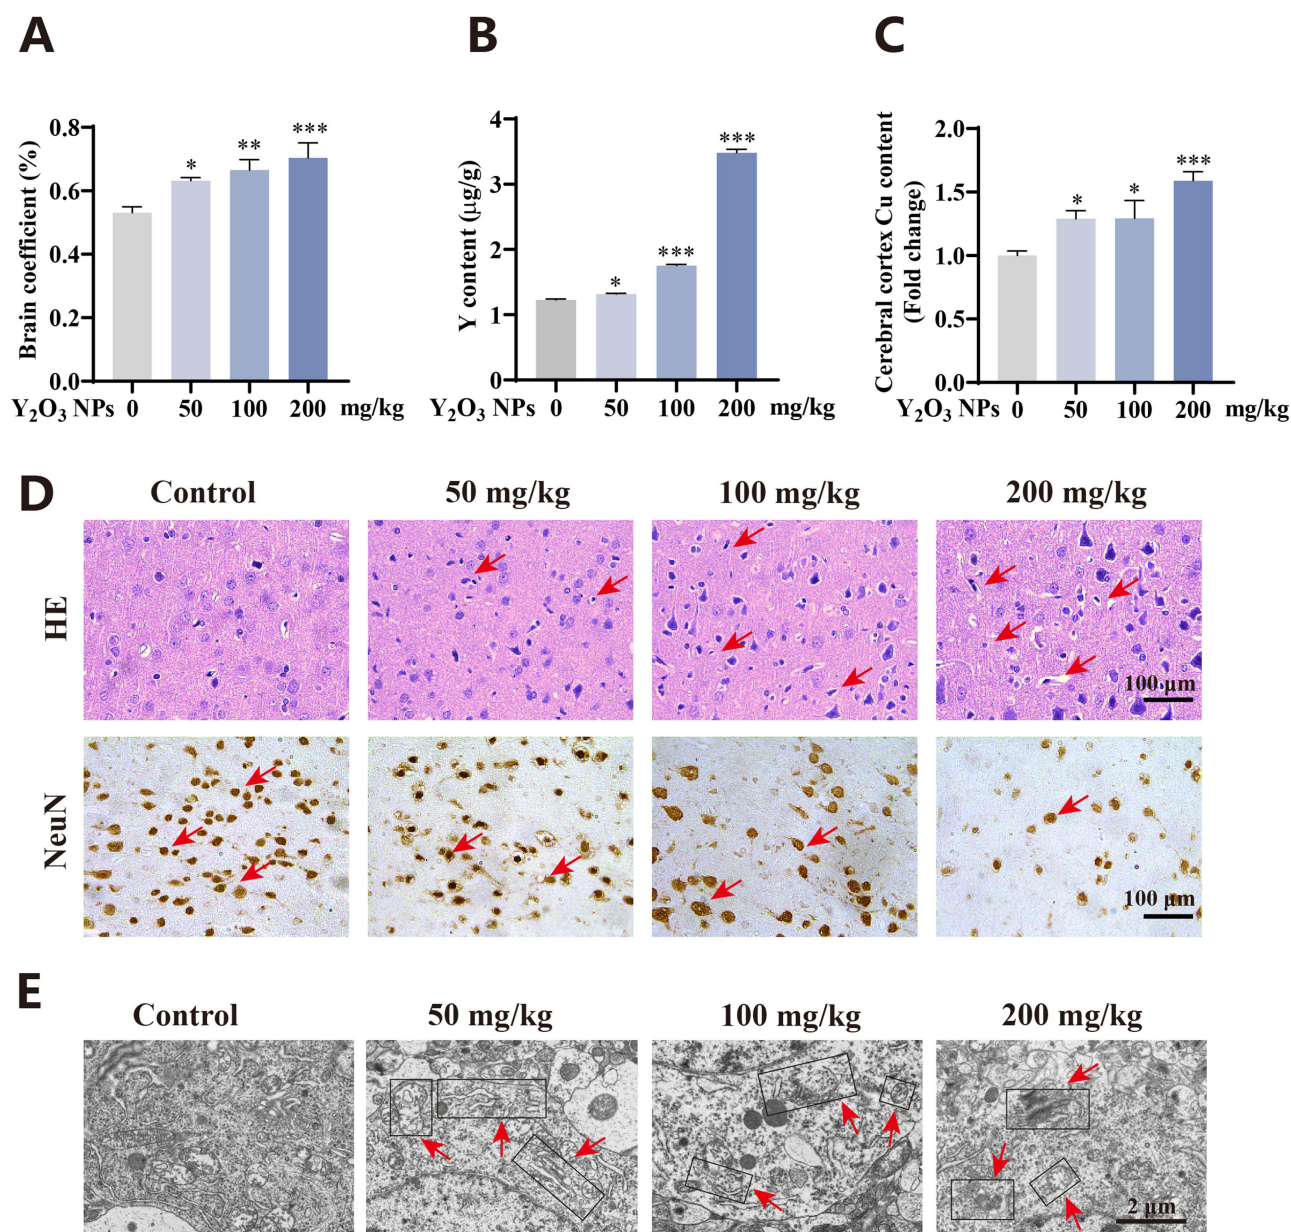 A
B
C
Brain coefficient (%)
0.8
0.6
0.4
0.2
0.0
*
**
***
Y₂O₃ NPs 0 50 100 200 mg/kg
Y content (μg/g)
4
3
2
1
0
*
***
***
Y₂O₃ NPs 0 50 100 200 mg/kg
Cerebral cortex Cu content
(Fold change)
2.0
1.5
1.0
0.5
0.0
*
*
***
Y₂O₃ NPs 0 50 100 200 mg/kg
D
Control 50 mg/kg 100 mg/kg 200 mg/kg
HE
100 μm
NeuN
100 μm
E
Control 50 mg/kg 100 mg/kg 200 mg/kg
2 μm